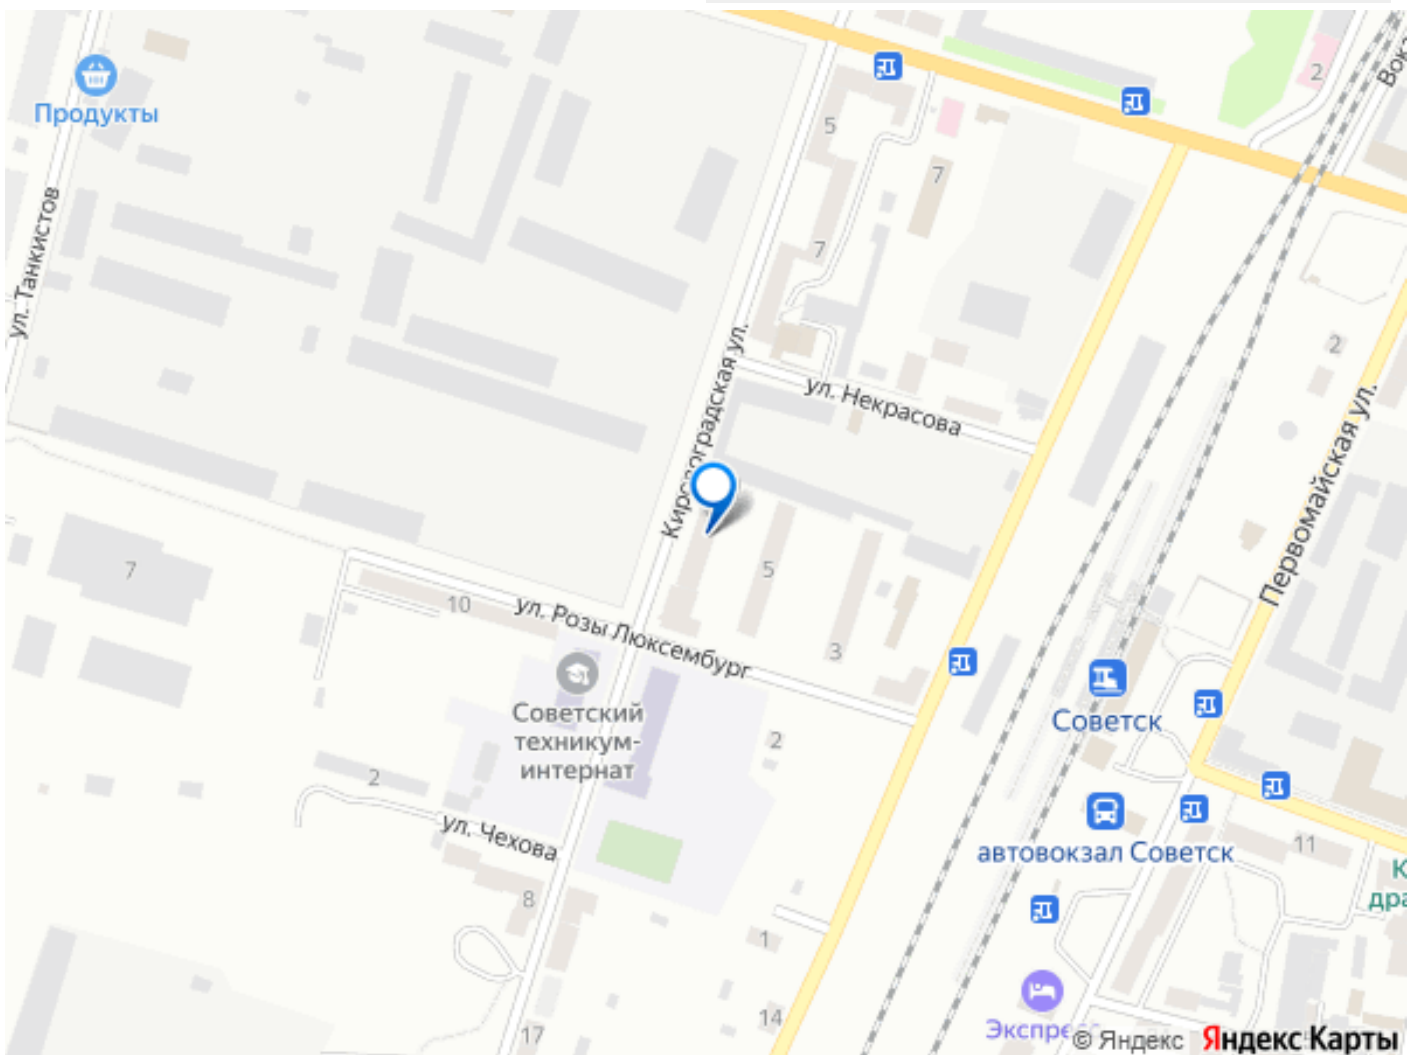 Продукты
ул. Танкистов
5
7
7
2
Кировоградская ул.
ул. Некрасова
2
Первомайская ул.
7
10
ул. Розы Люксембург
5
3
Советский
техникум-
интернат
2
Советск
2
ул. Чехова
автовокзал Советск
11
8
1
14
17
© Яндекс
Яндекс Карты